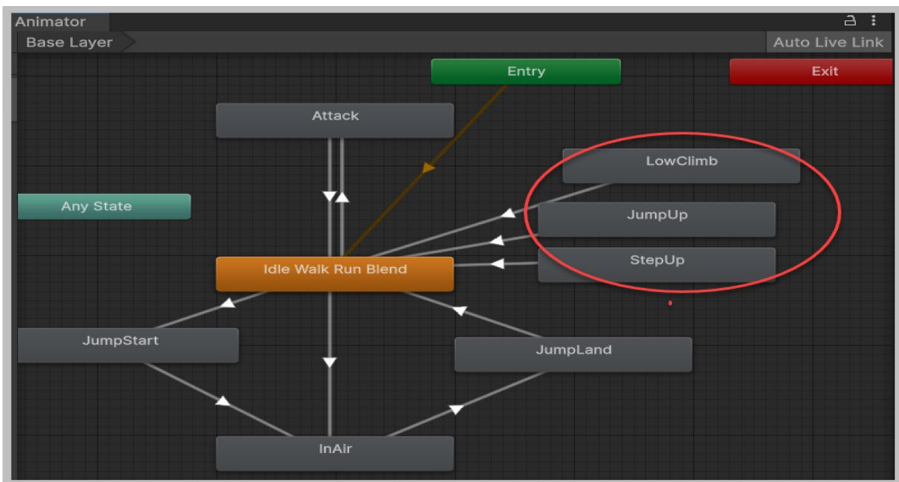 Animator
Base Layer
Auto Live Link
Entry
Exit
Attack
LowClimb
Any State
JumpUp
StepUp
Idle Walk Run Blend
JumpStart
JumpLand
InAir